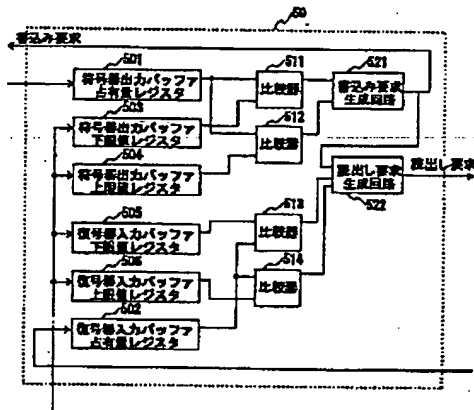 50
書込み要求
501
符号器出力バッファ
占有量レジスタ
503
符号器出力バッファ
下限値レジスタ
504
符号器出力バッファ
上限値レジスタ
505
復号器入力バッファ
下限値レジスタ
506
復号器入力バッファ
上限値レジスタ
502
復号器入力バッファ
占有量レジスタ
511
比較器
512
比較器
513
比較器
514
比較器
521
書込み要求
生成回路
読出し要求
生成回路
522
読出し要求